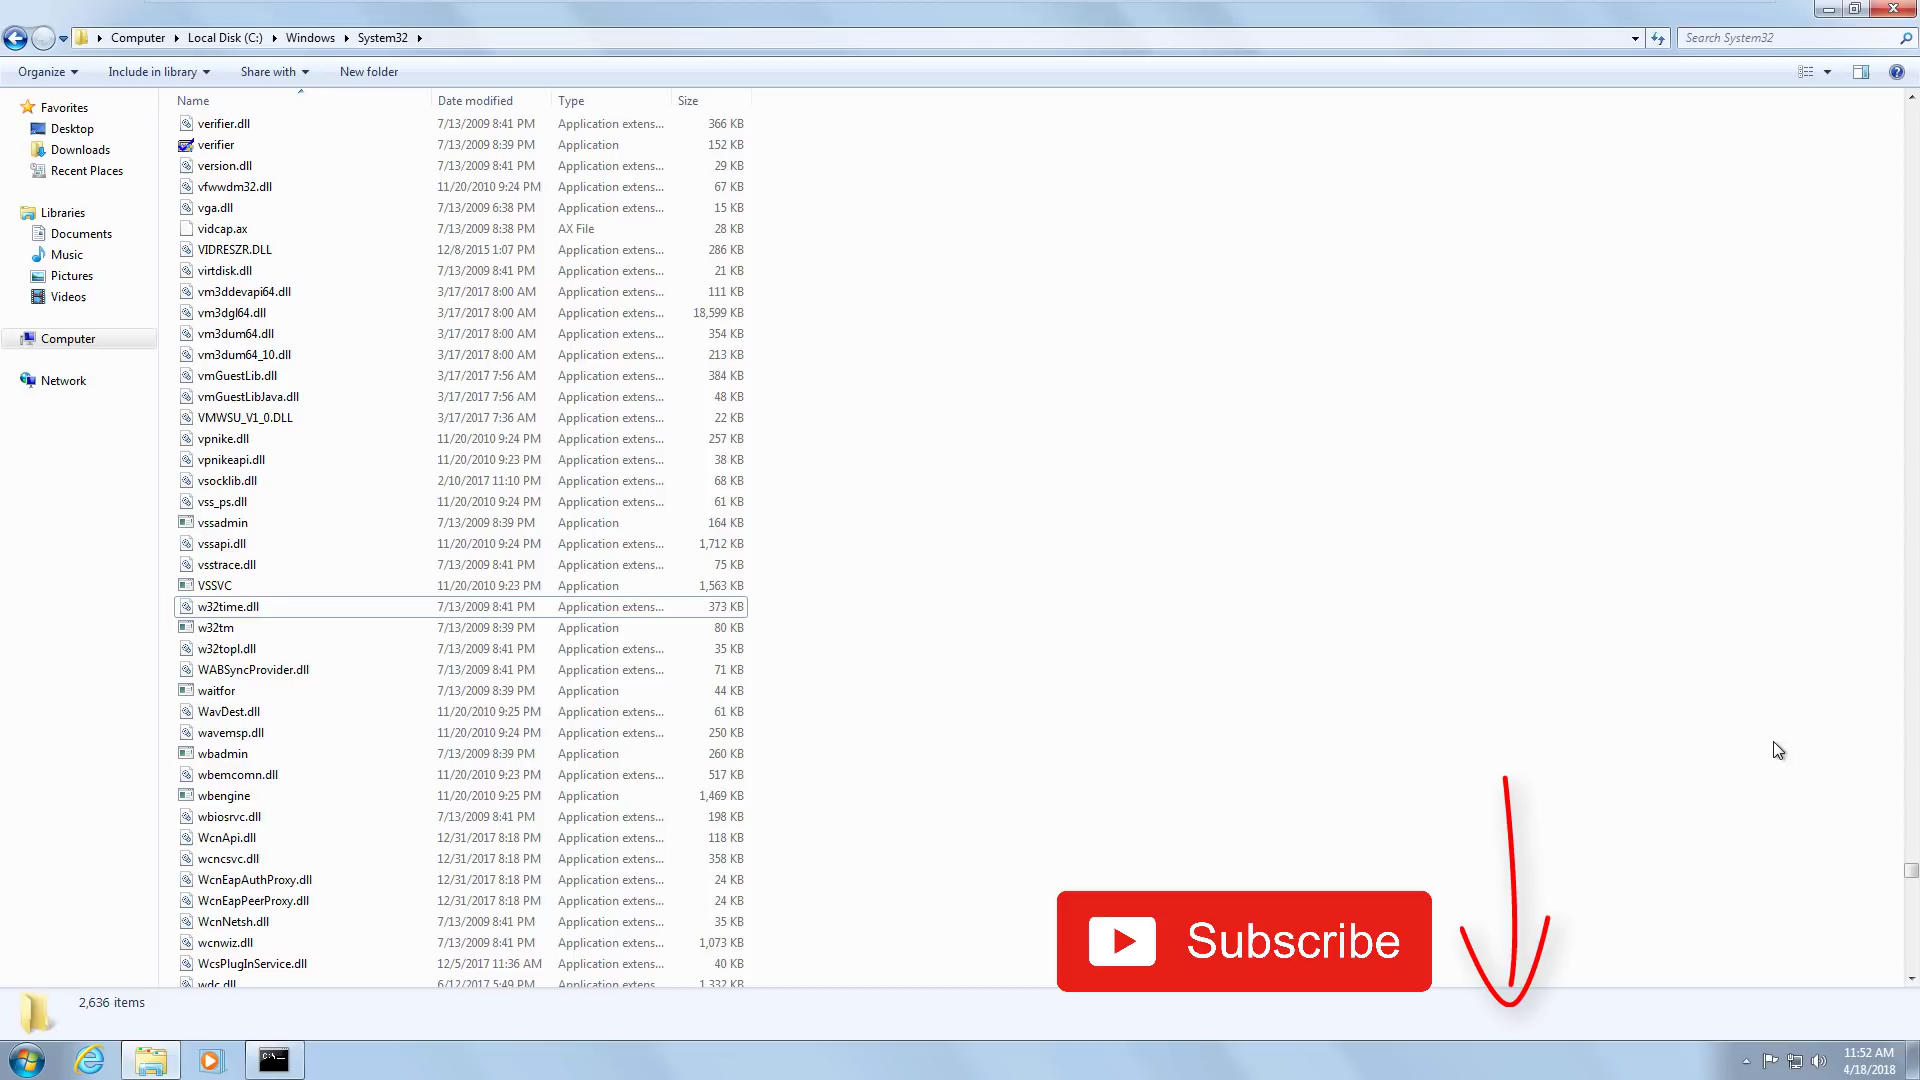 Computer Local Disk (C:) Windows System32
Search System32
Organize Include in library Share with New folder
Name Date modified Type Size
Favorites
Desktop
Downloads
Recent Places
Libraries
Documents
Music
Pictures
Videos
Computer
Network
verifier.dll 7/13/2009 8:41 PM Application extens... 366 KB
verifier 7/13/2009 8:39 PM Application 152 KB
version.dll 7/13/2009 8:41 PM Application extens... 29 KB
vfwwdm32.dll 11/20/2010 9:24 PM Application extens... 67 KB
vga.dll 7/13/2009 6:38 PM Application extens... 15 KB
vidcap.ax 7/13/2009 8:38 PM AX File 28 KB
VIDRESZR.DLL 12/8/2015 1:07 PM Application extens... 286 KB
virtdisk.dll 7/13/2009 8:41 PM Application extens... 21 KB
vm3ddevapi64.dll 3/17/2017 8:00 AM Application extens... 111 KB
vm3dgl64.dll 3/17/2017 8:00 AM Application extens... 18,599 KB
vm3dum64.dll 3/17/2017 8:00 AM Application extens... 354 KB
vm3dum64_10.dll 3/17/2017 8:00 AM Application extens... 213 KB
vmGuestLib.dll 3/17/2017 7:56 AM Application extens... 384 KB
vmGuestLibJava.dll 3/17/2017 7:56 AM Application extens... 48 KB
VMWSU_V1_0.DLL 3/17/2017 7:36 AM Application extens... 22 KB
vpnike.dll 11/20/2010 9:24 PM Application extens... 257 KB
vpnikeapi.dll 11/20/2010 9:23 PM Application extens... 38 KB
vsocklib.dll 2/10/2017 11:10 PM Application extens... 68 KB
vss_ps.dll 11/20/2010 9:24 PM Application extens... 61 KB
vssadmin 7/13/2009 8:39 PM Application 164 KB
vssapi.dll 11/20/2010 9:24 PM Application extens... 1,712 KB
vsstrace.dll 7/13/2009 8:41 PM Application extens... 75 KB
VSSVC 11/20/2010 9:23 PM Application 1,563 KB
w32time.dll 7/13/2009 8:41 PM Application extens... 373 KB
w32tm 7/13/2009 8:39 PM Application 80 KB
w32topl.dll 7/13/2009 8:41 PM Application extens... 35 KB
WABSyncProvider.dll 7/13/2009 8:41 PM Application extens... 71 KB
waitfor 7/13/2009 8:39 PM Application 44 KB
WavDest.dll 11/20/2010 9:25 PM Application extens... 61 KB
wavemsp.dll 11/20/2010 9:24 PM Application extens... 250 KB
wbadmin 7/13/2009 8:39 PM Application 260 KB
wbemcomn.dll 11/20/2010 9:23 PM Application extens... 517 KB
wbengine 11/20/2010 9:25 PM Application 1,469 KB
wbiosrvc.dll 7/13/2009 8:41 PM Application extens... 198 KB
WcnApi.dll 12/31/2017 8:18 PM Application extens... 118 KB
wcncsvc.dll 12/31/2017 8:18 PM Application extens... 358 KB
WcnEapAuthProxy.dll 12/31/2017 8:18 PM Application extens... 24 KB
WcnEapPeerProxy.dll 12/31/2017 8:18 PM Application extens... 24 KB
WcnNetsh.dll 7/13/2009 8:41 PM Application extens... 35 KB
wcnwiz.dll 7/13/2009 8:41 PM Application extens... 1,073 KB
WcsPlugInService.dll 12/5/2017 11:36 AM Application extens... 40 KB
wdc.dll 6/12/2017 5:49 PM Application extens... 1,332 KB
Subscribe
2,636 items
C:\_
11:52 AM
4/18/2018